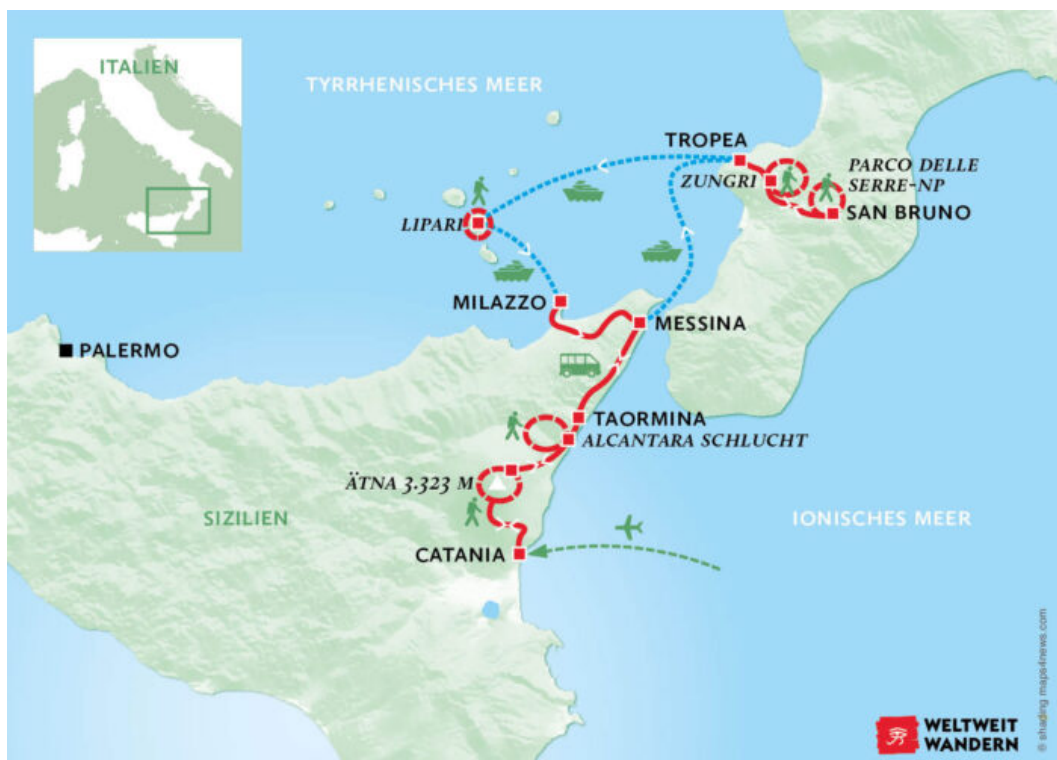 ITALIEN
TYRRHENISCHES MEER
TROPEA
ZUNGRI
PARCO DELLE
SERRE-NP
SAN BRUNO
LIPARI
MILAZZO
MESSINA
PALERMO
TAORMINA
ALCANTARA SCHLUCHT
ÄTNA 3.323 M
SIZILIEN
IONISCHES MEER
CATANIA
WELTWEIT
WANDERN
© shading maps4news.com